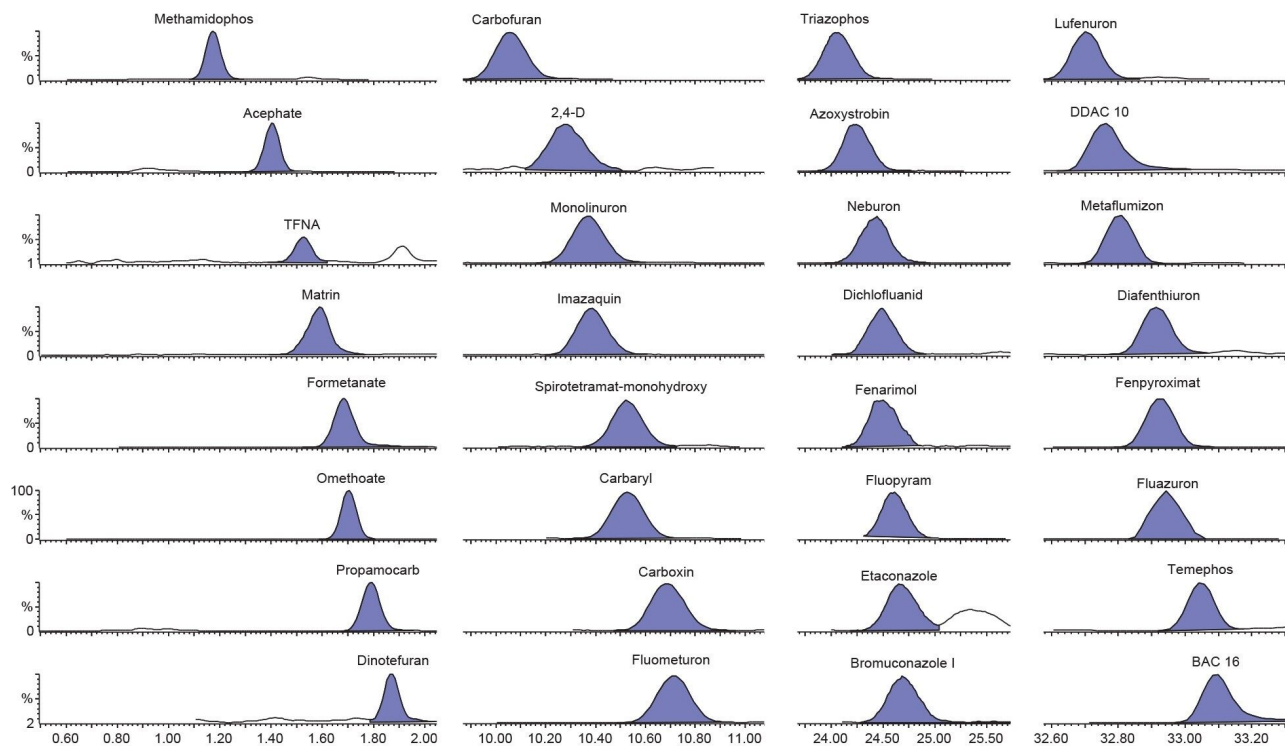 Methamidophos Carbofuran Triazophos Lufenuron
%
0
Acephate 2,4-D Azoxystrobin DDAC 10
%
0
TFNA Monolinuron Neburon Metaflumizon
%
1
Matrin Imazaquin Dichlofluanid Diafenthiuron
%
0
Formetanate Spirotetramat-monohydroxy Fenarimol Fenpyroximat
%
0
Omethoate Carbaryl Fluopyram Fluazuron
100
%
0
Propamocarb Carboxin Etaconazole Temephos
%
0
Dinotefuran Fluometuron Bromuconazole I BAC 16
%
2
0.60 0.80 1.00 1.20 1.40 1.60 1.80 2.00 10.00 10.20 10.40 10.60 10.80 11.00 24.00 24.50 25.00 25.50 32.60 32.80 33.00 33.20